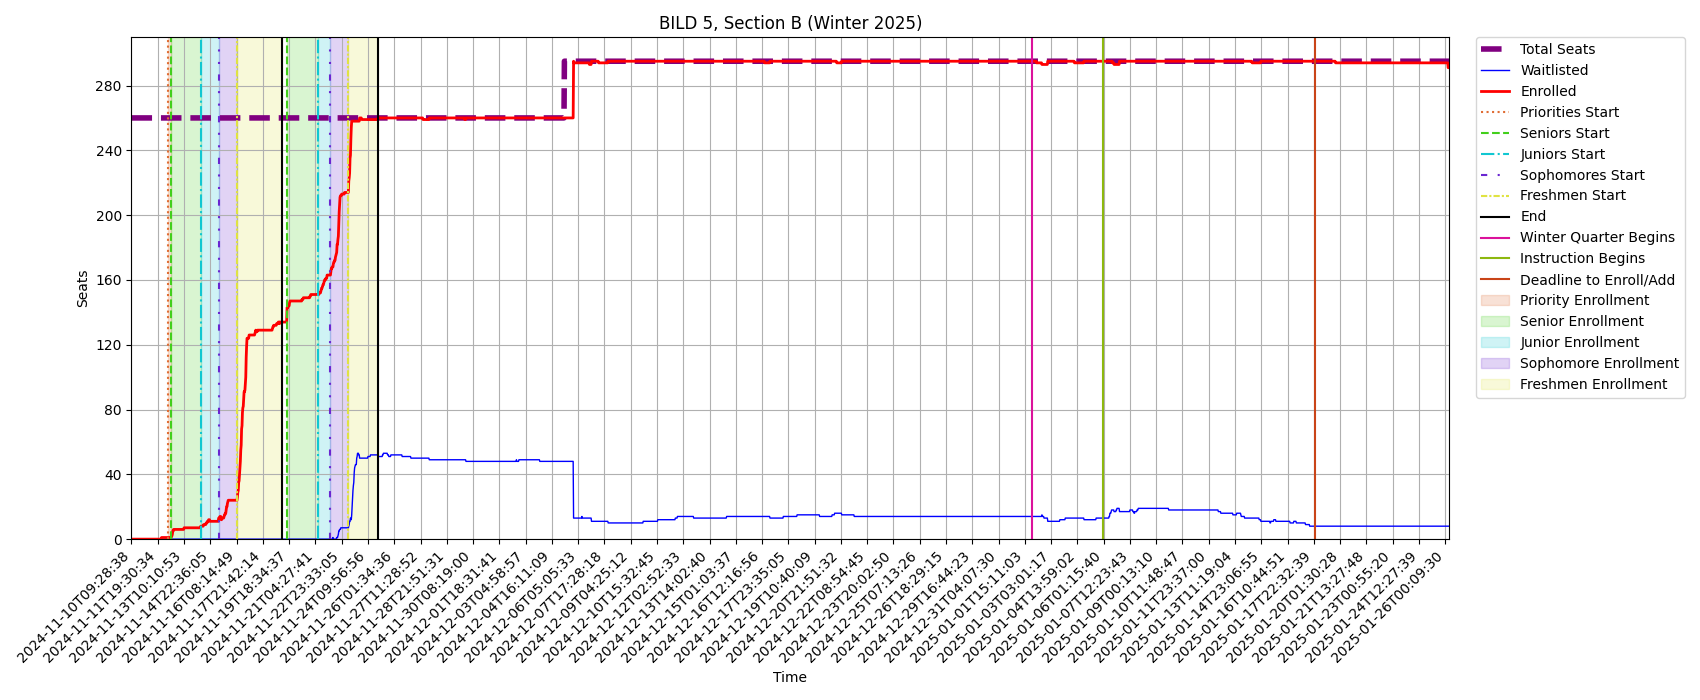 BILD 5, Section B (Winter 2025)
Seats
280
240
200
160
120
80
40
0
2024-11-10T09:28:38
2024-11-11T19:30:34
2024-11-13T10:10:53
2024-11-14T22:36:05
2024-11-16T08:14:49
2024-11-17T21:42:14
2024-11-19T18:34:37
2024-11-21T04:27:41
2024-11-22T23:33:05
2024-11-24T09:56:56
2024-11-26T01:34:36
2024-11-27T11:28:52
2024-11-28T21:51:31
2024-11-30T08:19:00
2024-12-01T18:31:41
2024-12-03T04:58:57
2024-12-04T16:11:09
2024-12-06T05:05:33
2024-12-07T17:28:18
2024-12-09T04:25:12
2024-12-10T15:32:45
2024-12-12T02:52:33
2024-12-13T14:02:40
2024-12-15T01:03:37
2024-12-16T12:16:56
2024-12-17T23:35:05
2024-12-19T10:40:09
2024-12-20T21:51:32
2024-12-22T08:54:45
2024-12-23T20:02:50
2024-12-25T07:13:26
2024-12-26T18:29:15
2024-12-29T16:44:23
2024-12-31T04:07:30
2025-01-01T15:11:03
2025-01-03T03:01:17
2025-01-04T13:59:02
2025-01-06T01:15:40
2025-01-07T12:23:43
2025-01-09T00:13:10
2025-01-10T11:48:47
2025-01-11T23:37:00
2025-01-13T11:19:04
2025-01-14T23:06:55
2025-01-16T10:44:51
2025-01-17T22:32:39
2025-01-20T01:30:28
2025-01-21T13:27:48
2025-01-23T00:55:20
2025-01-24T12:27:39
2025-01-26T00:09:30
Time
Total Seats
Waitlisted
Enrolled
Priorities Start
Seniors Start
Juniors Start
Sophomores Start
Freshmen Start
End
Winter Quarter Begins
Instruction Begins
Deadline to Enroll/Add
Priority Enrollment
Senior Enrollment
Junior Enrollment
Sophomore Enrollment
Freshmen Enrollment